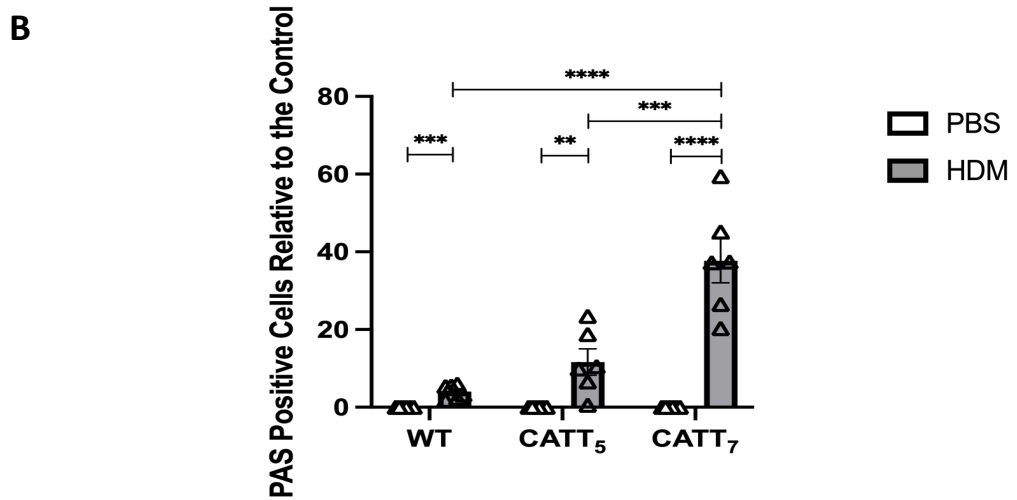 B
PAS Positive Cells Relative to the Control
****
***
***
**
****
80
60
40
20
0
WT
CATT₅
CATT₇
PBS
HDM